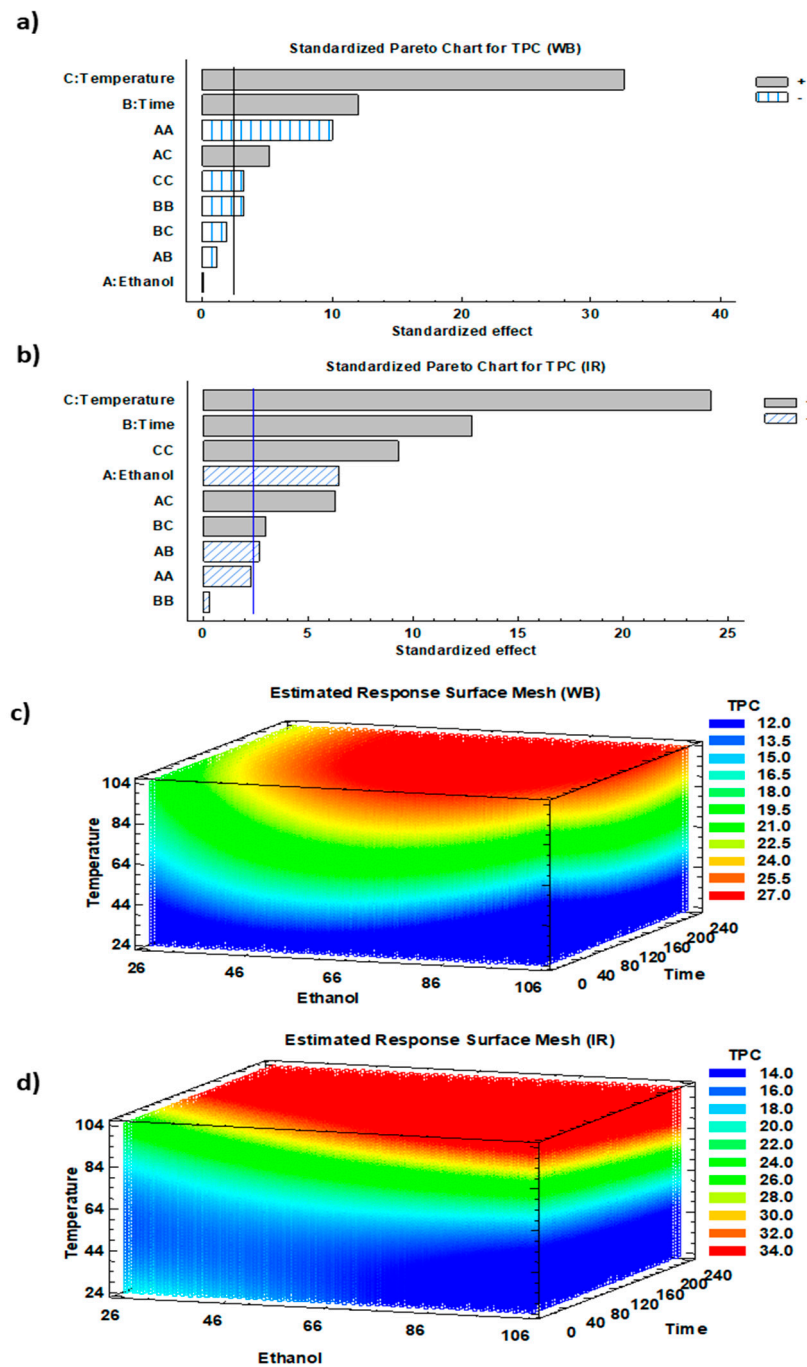 a)
Standardized Pareto Chart for TPC (WB)
C:Temperature
B:Time
AA
AC
CC
BB
BC
AB
A:Ethanol
+
-
0 10 20 30 40
Standardized effect
b)
Standardized Pareto Chart for TPC (IR)
C:Temperature
B:Time
CC
A:Ethanol
AC
BC
AB
AA
BB
0 5 10 15 20 25
Standardized effect
c)
Estimated Response Surface Mesh (WB)
TPC
12.0
13.5
15.0
16.5
18.0
19.5
21.0
22.5
24.0
25.5
27.0
Temperature
104
84
64
44
24
26 46 66 86 106
Ethanol
0 40 80 120 160 200 240
Time
d)
Estimated Response Surface Mesh (IR)
TPC
14.0
16.0
18.0
20.0
22.0
24.0
26.0
28.0
30.0
32.0
34.0
Temperature
104
84
64
44
24
26 46 66 86 106
Ethanol
0 40 80 120 160 200 240
Time